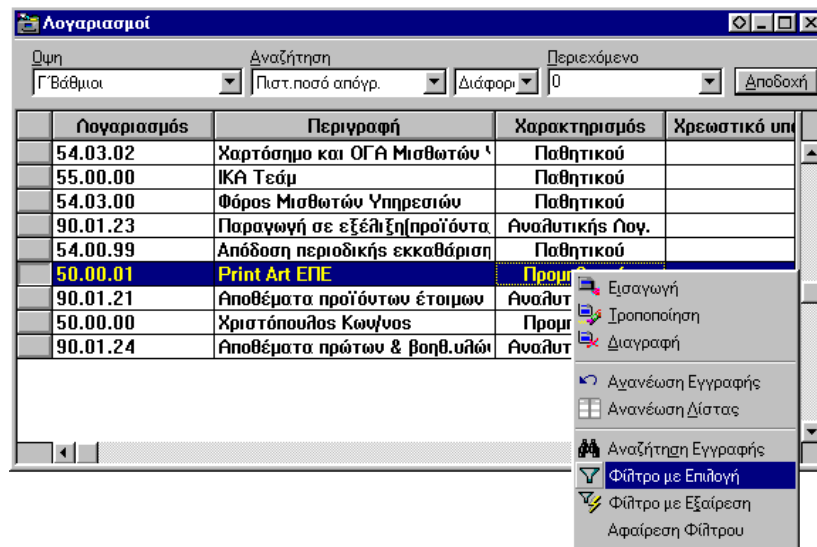 Λογαριασμοί
Όψη Αναζήτηση Περιεχόμενο
Γ΄Βάθμιοι Πιστ.ποσό απόγρ. Διάφορι 0 Αποδοχή
Λογαριασμός Περιγραφή Χαρακτηρισμός Χρεωστικό υπ
54.03.02 Χαρτόσημο και ΟΓΑ Μισθωτών Παθητικού
55.00.00 ΙΚΑ Τεάμ Παθητικού
54.03.00 Φόρος Μισθωτών Υπηρεσιών Παθητικού
90.01.23 Παραγωγή σε εξέλιξη(προϊόντα Αναλυτικής Λογ.
54.00.99 Απόδοση περιοδικής εκκαθάριση Παθητικού
50.00.01 Print Art ΕΠΕ
90.01.21 Αποθέματα προϊόντων έτοιμων Αναλυτ
50.00.00 Χριστόπουλος Κων/νος Προμ
90.01.24 Αποθέματα πρώτων & βοηθ.υλώ Αναλυτ
Εισαγωγή
Τροποποίηση
Διαγραφή
Ανανέωση Εγγραφής
Ανανέωση Λίστας
Αναζήτηση Εγγραφής
Φίλτρο με Επιλογή
Φίλτρο με Εξαίρεση
Αφαίρεση Φίλτρου